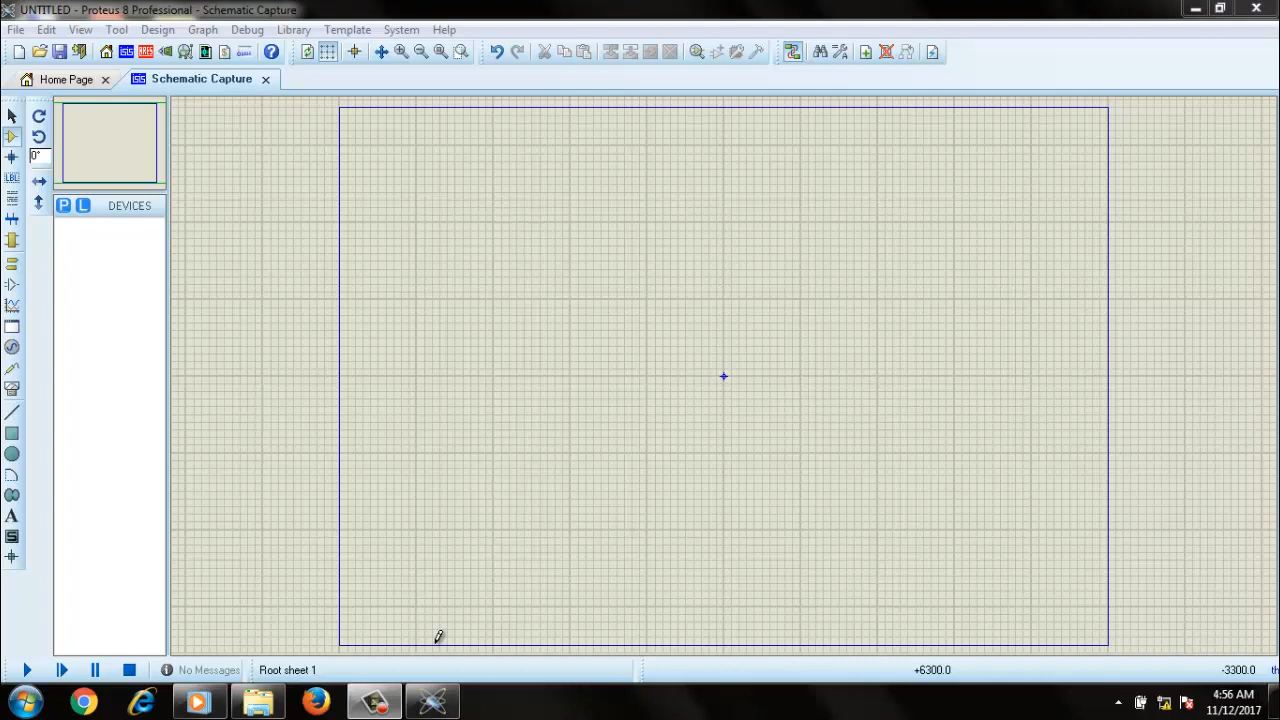 UNTITLED - Proteus 8 Professional - Schematic Capture
File Edit View Tool Design Graph Debug Library Template System Help
Home Page Schematic Capture
LBL
0°
P L DEVICES
A
No Messages Root sheet 1 +6300.0 -3300.0 th
4:56 AM
11/12/2017